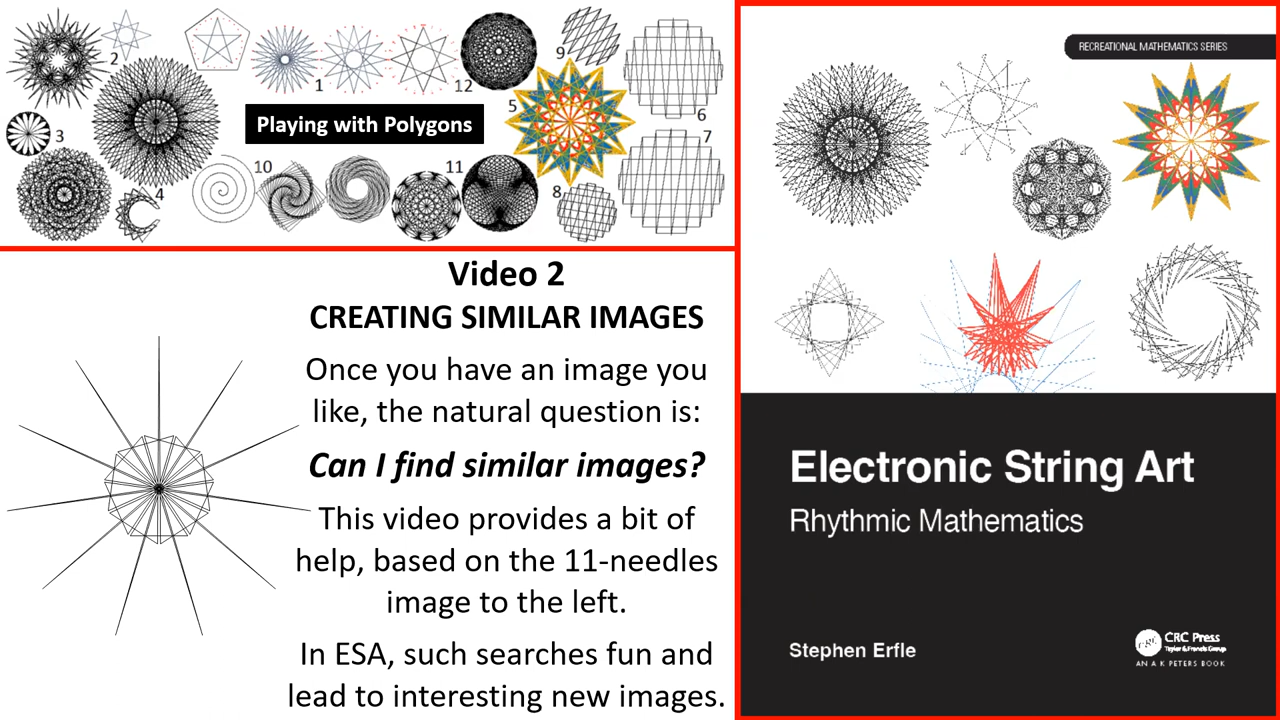 2
1
12
9
5
6
3
Playing with Polygons
7
4
10
11
8
Video 2
CREATING SIMILAR IMAGES
Once you have an image you
like, the natural question is:
Can I find similar images?
This video provides a bit of
help, based on the 11-needles
image to the left.
In ESA, such searches fun and
lead to interesting new images.
RECREATIONAL MATHEMATICS SERIES
Electronic String Art
Rhythmic Mathematics
Stephen Erfle
CRC Press
Taylor & Francis Group
AN A K PETERS BOOK